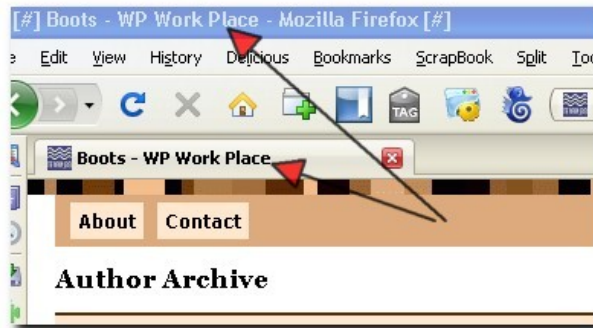 [#] Boots - WP Work Place - Mozilla Firefox [#]
Edit View History Delicious Bookmarks ScrapBook Split
TAG
Boots - WP Work Place
About Contact
Author Archive